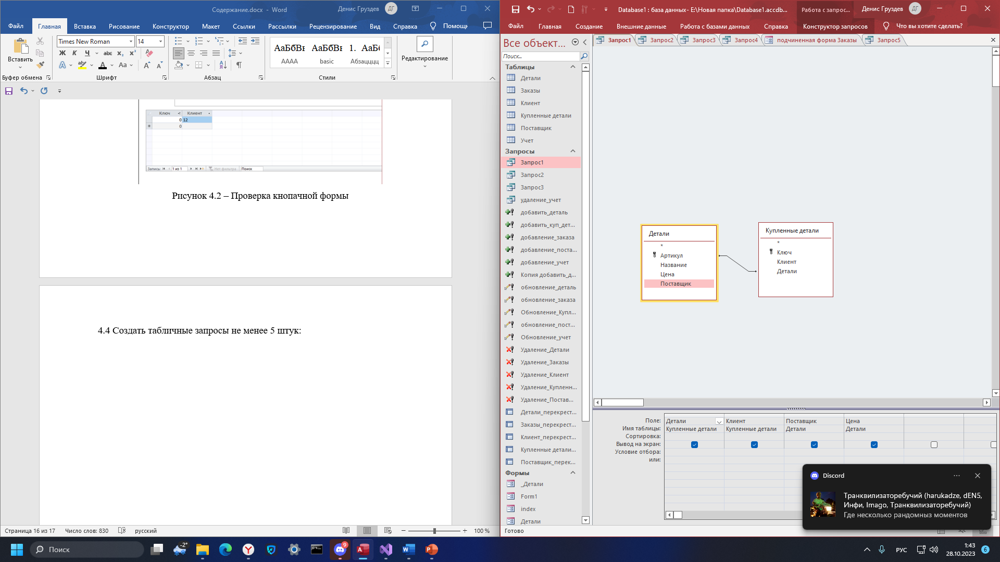 Содержание.docx - Word
Денис Груздев
ДГ
Файл
Главная
Вставка
Рисование
Конструктор
Макет
Ссылки
Рассылки
Рецензирование
Вид
Справка
Помощн
Вставить
Times New Roman
14
Ж К Ч abc x₂ x²
Aa
АаБбВв АаБбВв 1. АаБб
АААА
basic
Абзацццц
Редактирование
Буфер обмена
Шрифт
Абзац
Стили
Ключ
Клиент
0 12
0
Запись:
1 из 1
Нет фильтра
Поиск
Рисунок 4.2 – Проверка кнопачной формы
4.4 Создать табличные запросы не менее 5 штук:
Страница 16 из 17
Число слов: 830
русский
100 %
Database1 : база данных- E:\Новая папка\Database1.accdb...
Работа с запрос...
Денис Груздев
ДГ
Файл
Главная
Создание
Внешние данные
Работа с базами данных
Справка
Конструктор запросов
Что вы хотите сделать?
Все объект...
Поиск...
Таблицы
Детали
Заказы
Клиент
Купленные детали
Поставщик
Учет
Запросы
Запрос1
Запрос2
Запрос3
удаление_учет
добавить_деталь
добавить_куп_дет...
добавление_заказа
добавление_поста...
добавление_учет
Копия добавить_д...
обновление_деталь
обновление_заказа
Обновление_Купл...
обновление_пост...
Обновление_учет
Удаление_Детали
Удаление_Заказы
Удаление_Клиент
Удаление_Купленн...
Удаление_Постав...
Детали_перекрест...
Заказы_перекрест...
Клиент_перекрест...
Купленные детали...
Поставщик_перек...
Формы
_Детали
Form1
index
Детали
Запрос1
Запрос2
Запрос3
Запрос4
подчиненная форма Заказы
Запрос5
Детали
*
Артикул
Название
Цена
Поставщик
Купленные детали
*
Ключ
Клиент
Детали
Поле: Детали Клиент Поставщик Цена
Имя таблицы: Купленные детали Купленные детали Детали Детали
Сортировка:
Вывод на экран:
Условие отбора:
или:
Готово
Discord
Транквилизаторебучий (harukadze, dEN5,
Инфи, Imago, Транквилизаторебучий)
Где несколько рандомныз моментов
Поиск
-2°
9
РУС
1:43
28.10.2023
6